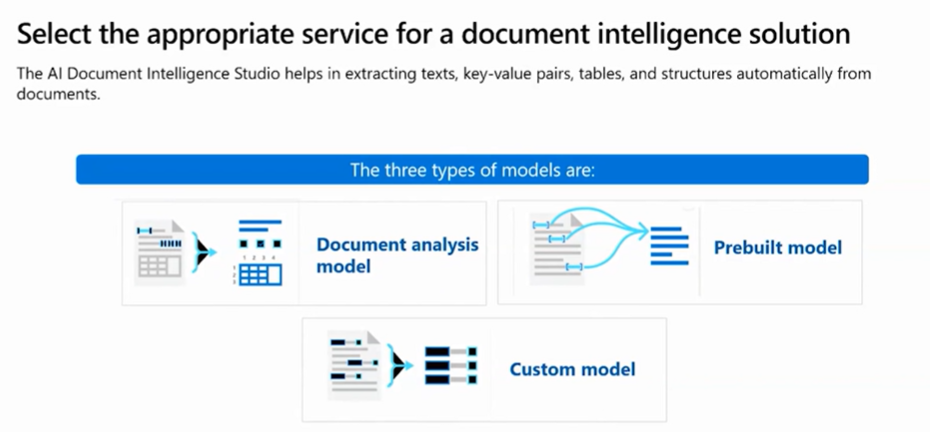 Select the appropriate service for a document intelligence solution
The AI Document Intelligence Studio helps in extracting texts, key-value pairs, tables, and structures automatically from
documents.
The three types of models are:
Document analysis
model
Prebuilt model
1 2 3 4
1
2
3
Custom model